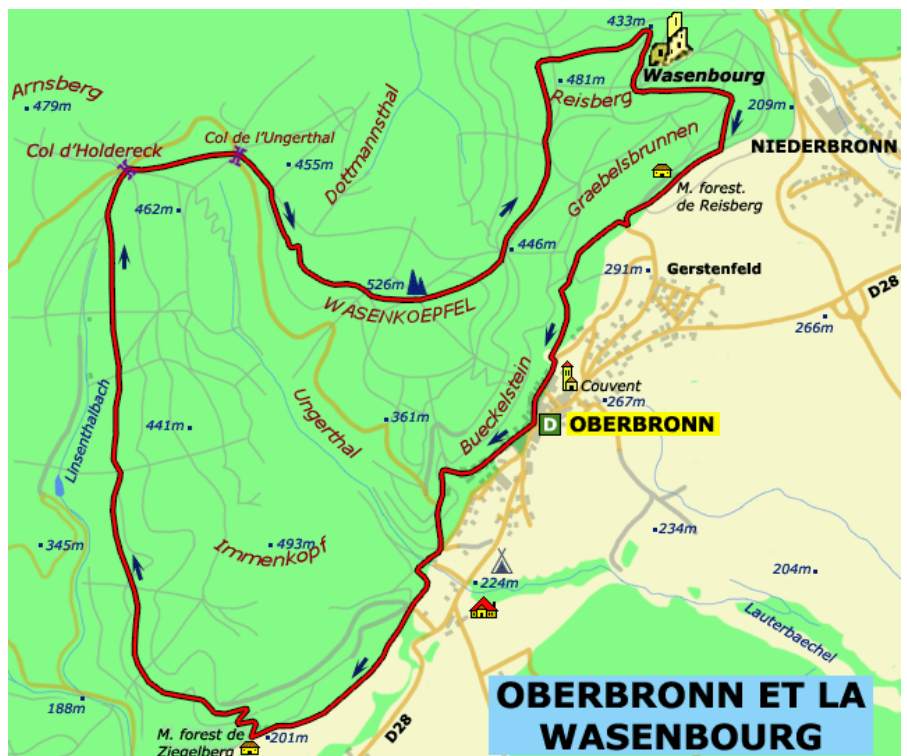 433m
Wasenbourg
481m
Reisberg
209m
Arnsberg
479m
Col d'Holdereck
Col de l'Ungerthal
455m
Dottmannsthal
Graebelsbrunnen
NIEDERBRONN
M. forest.
de Reisberg
462m
446m
526m
WASENKOEPFEL
291m
Gerstenfeld
D28
266m
Linsenthalbach
441m
Ungerthal
361m
Bueckelstein
Couvent
267m
D OBERBRONN
345m
Immenkopf
493m
234m
224m
204m
Lauterbaechel
188m
M. forest de
Ziegelberg
201m
D28
OBERBRONN ET LA
WASENBOURG